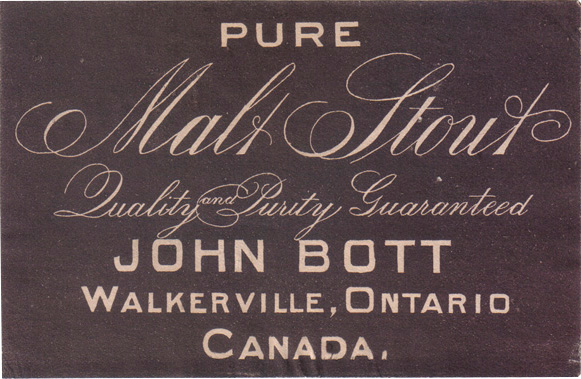 PURE
Malt Stout
Quality and Purity Guaranteed
JOHN BOTT
WALKERVILLE, ONTARIO
CANADA.